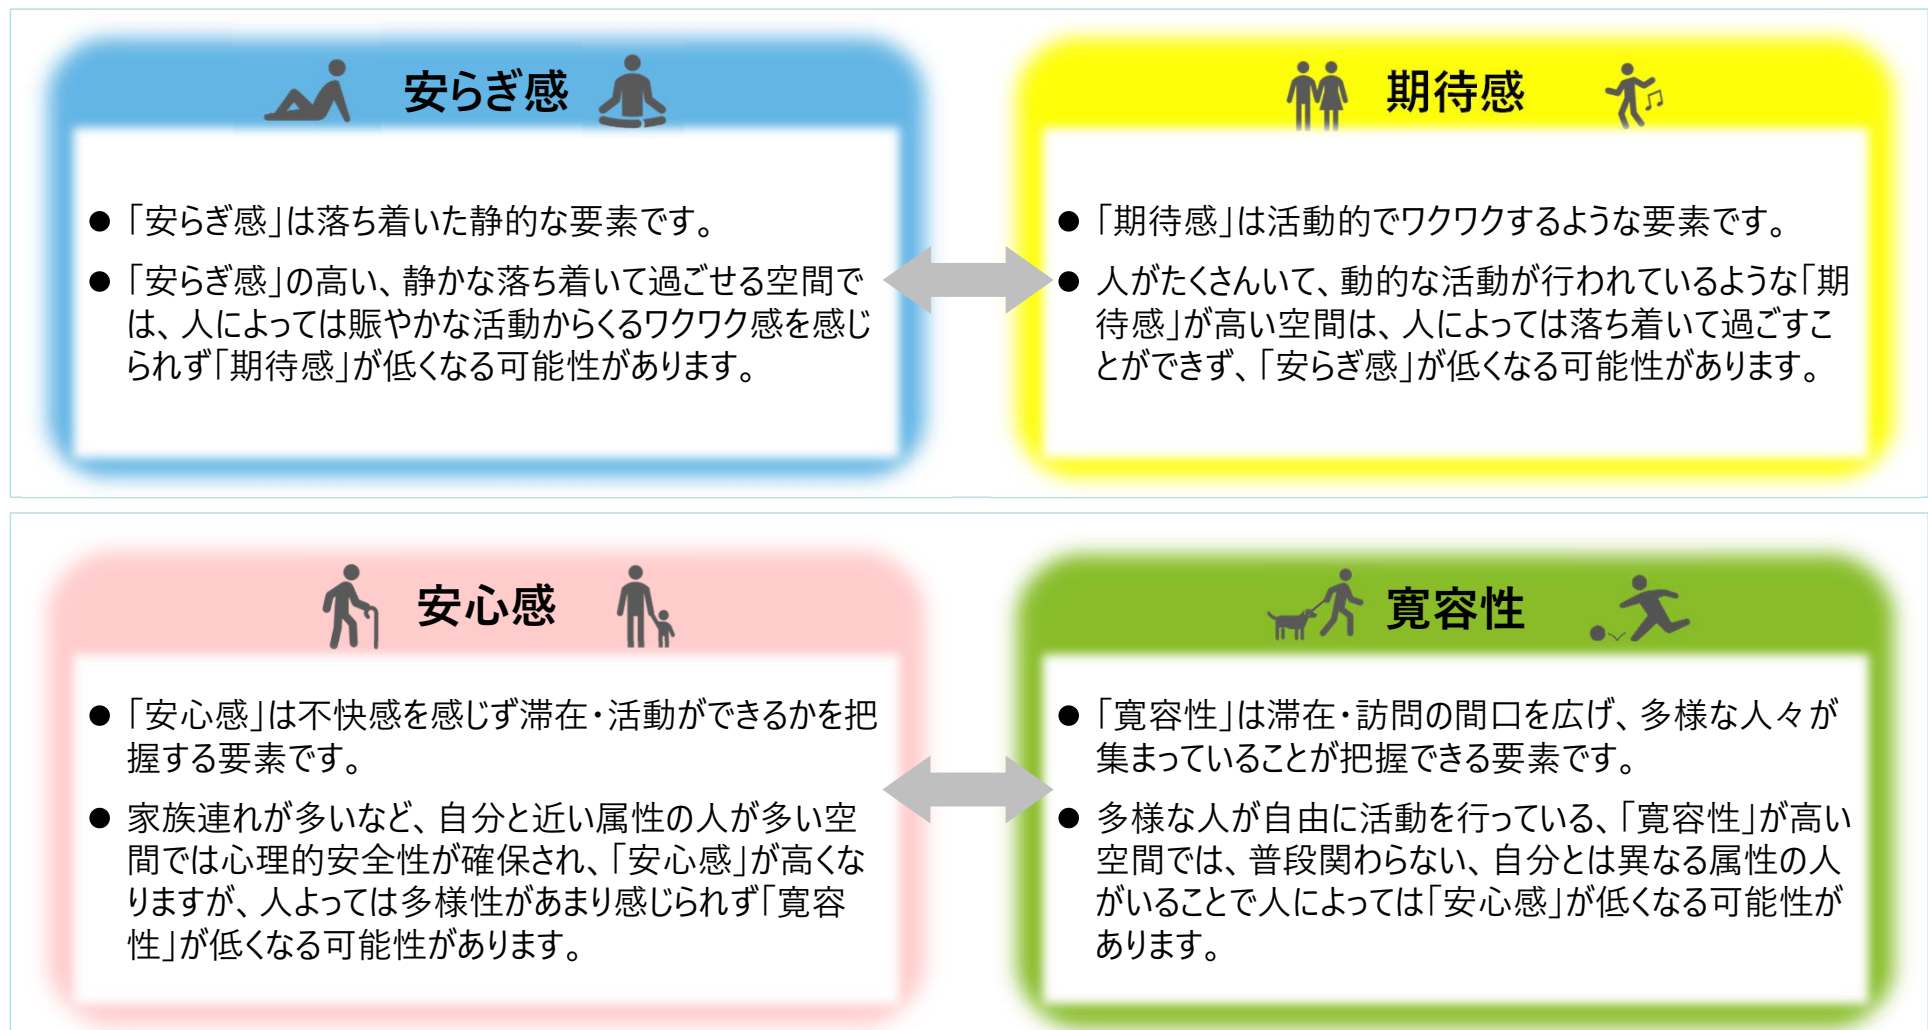 安らぎ感
● 「安らぎ感」は落ち着いた静的な要素です。
● 「安らぎ感」の高い、静かな落ち着いて過ごせる空間で
は、人によっては賑やかな活動からくるワクワク感を感じ
られず「期待感」が低くなる可能性があります。
期待感
● 「期待感」は活動的でワクワクするような要素です。
● 人がたくさんいて、動的な活動が行われているような「期
待感」が高い空間は、人によっては落ち着いて過ごすこ
とができず、「安らぎ感」が低くなる可能性があります。
安心感
● 「安心感」は不快感を感じず滞在・活動ができるかを把
握する要素です。
● 家族連れが多いなど、自分と近い属性の人が多い空
間では心理的安全性が確保され、「安心感」が高くな
りますが、人よっては多様性があまり感じられず「寛容
性」が低くなる可能性があります。
寛容性
● 「寛容性」は滞在・訪問の間口を広げ、多様な人々が
集まっていることが把握できる要素です。
● 多様な人が自由に活動を行っている、「寛容性」が高い
空間では、普段関わらない、自分とは異なる属性の人
がいることで人によっては「安心感」が低くなる可能性が
あります。